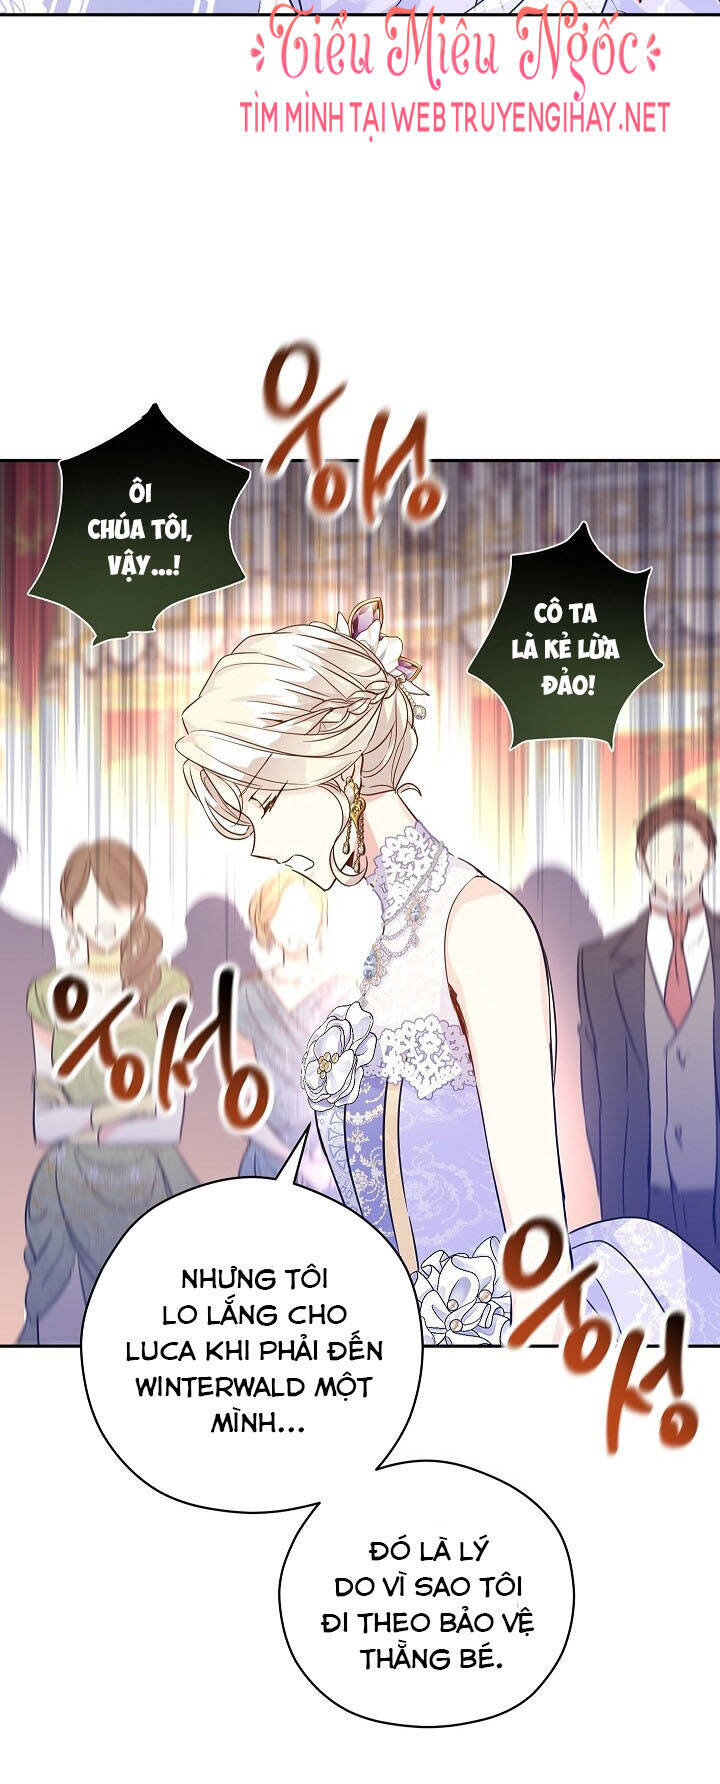 Tiểu Miêu Ngốc
TÌM MÌNH TẠI WEB TRUYENGIHAY.NET
웅성
ÔI
CHÚA TÔI,
VẬY...!
CÔ TA
LÀ KẺ LỪA
ĐẢO!
웅성
웅성
NHƯNG TÔI
LO LẮNG CHO
LUCA KHI PHẢI ĐẾN
WINTERWALD MỘT
MÌNH...
ĐÓ LÀ LÝ
DO VÌ SAO TÔI
ĐI THEO BẢO VỆ
THẰNG BÉ.